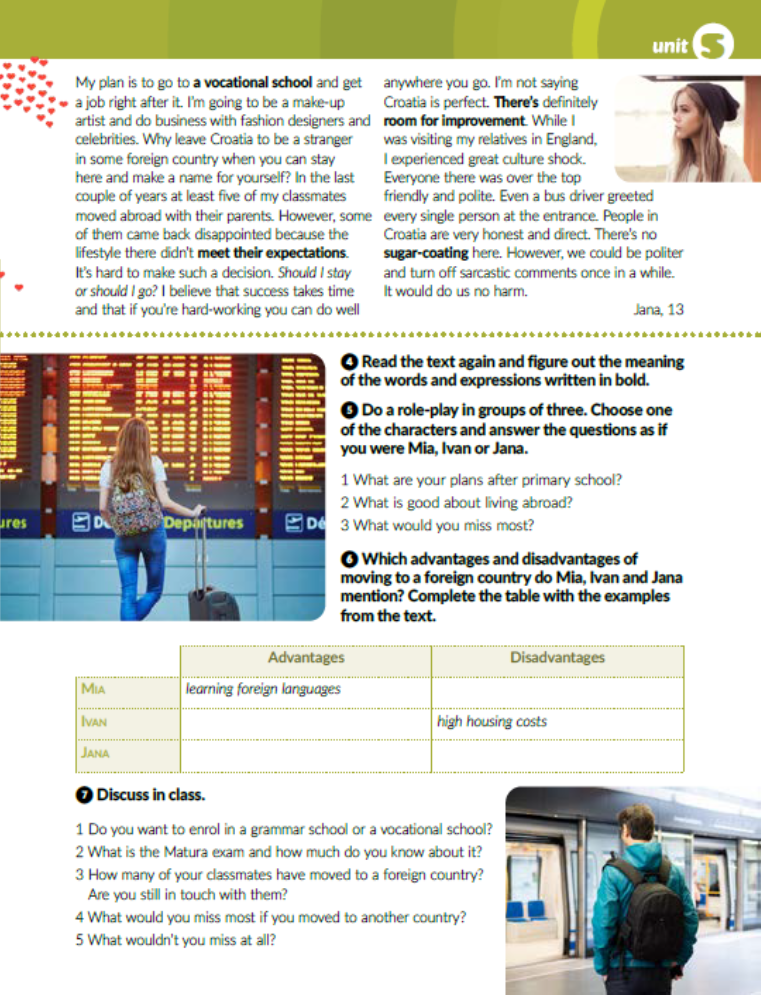 unit 5
My plan is to go to a vocational school and get
a job right after it. I'm going to be a make-up
artist and do business with fashion designers and
celebrities. Why leave Croatia to be a stranger
in some foreign country when you can stay
here and make a name for yourself? In the last
couple of years at least five of my classmates
moved abroad with their parents. However, some
of them came back disappointed because the
lifestyle there didn't meet their expectations.
It's hard to make such a decision. Should I stay
or should I go? I believe that success takes time
and that if you're hard-working you can do well
anywhere you go. I'm not saying
Croatia is perfect. There's definitely
room for improvement. While I
was visiting my relatives in England,
I experienced great culture shock.
Everyone there was over the top
friendly and polite. Even a bus driver greeted
every single person at the entrance. People in
Croatia are very honest and direct. There's no
sugar-coating here. However, we could be politer
and turn off sarcastic comments once in a while.
It would do us no harm.
Jana, 13
ures
De
Departures
Dé
4 Read the text again and figure out the meaning
of the words and expressions written in bold.
5 Do a role-play in groups of three. Choose one
of the characters and answer the questions as if
you were Mia, Ivan or Jana.
1 What are your plans after primary school?
2 What is good about living abroad?
3 What would you miss most?
6 Which advantages and disadvantages of
moving to a foreign country do Mia, Ivan and Jana
mention? Complete the table with the examples
from the text.
Advantages Disadvantages
MIA learning foreign languages
IVAN high housing costs
JANA
7 Discuss in class.
1 Do you want to enrol in a grammar school or a vocational school?
2 What is the Matura exam and how much do you know about it?
3 How many of your classmates have moved to a foreign country?
Are you still in touch with them?
4 What would you miss most if you moved to another country?
5 What wouldn't you miss at all?